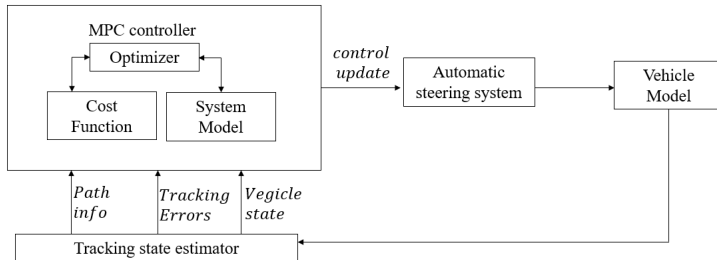 MPC controller
Optimizer
Cost
Function
System
Model
control
update
Automatic
steering system
Vehicle
Model
Path
info
Tracking
Errors
Vegicle
state
Tracking state estimator